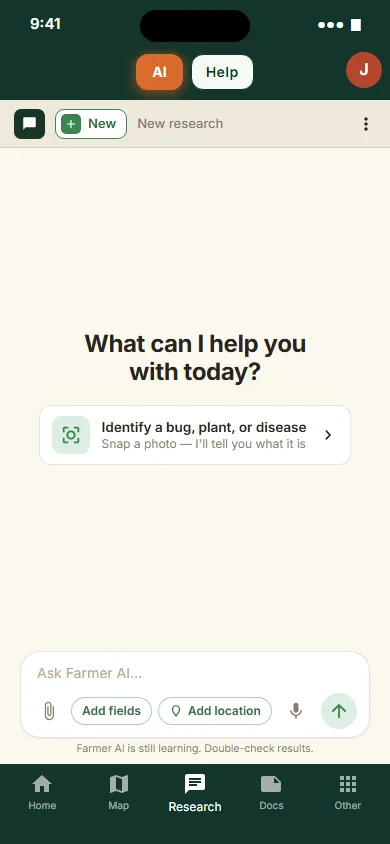 9:41
AI
Help
J
New
New research
What can I help you
with today?
Identify a bug, plant, or disease
Snap a photo — I'll tell you what it is
Ask Farmer AI...
Add fields
Add location
Farmer AI is still learning. Double-check results.
Home
Map
Research
Docs
Other